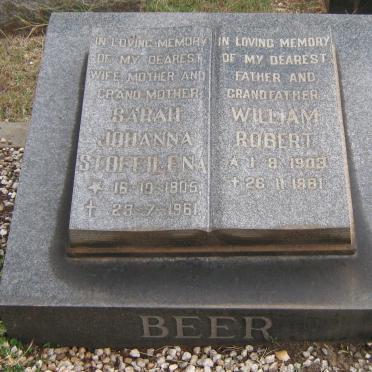 IN LOVING MEMORY
OF MY DEAREST
WIFE, MOTHER AND
GRAND MOTHER
SARAH
JOHANNA
STOFFILENA
* 16-10-1905
† 23-7-1961
IN LOVING MEMORY
OF MY DEAREST
FATHER AND
GRANDFATHER
WILLIAM
ROBERT
1.8.1903
† 26.11.1981
BEER